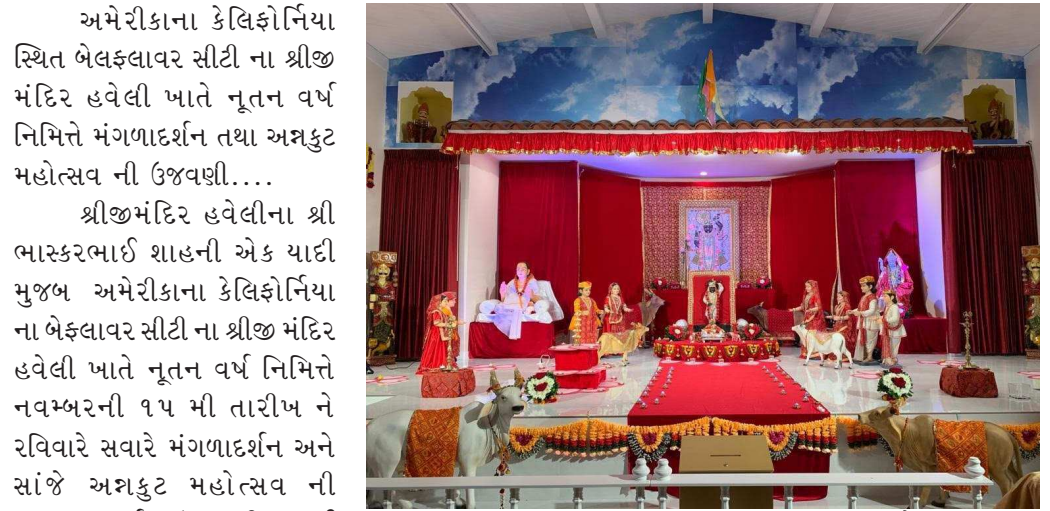 અમેરીકાના કેલિફોર્નિયા
સ્થિત બેલફ્લાવર સીટી ના શ્રીજી
મંદિર હવેલી ખાતે નૂતન વર્ષ
નિમિત્તે મંગળાદર્શન તથા અન્નકુટ
મહોત્સવ ની ઉજવણી....
શ્રીજીમંદિર હવેલીના શ્રી
ભાસ્કરભાઈ શાહની એક યાદી
મુજબ અમેરીકાના કેલિફોર્નિયા
ના બેફ્લાવર સીટી ના શ્રીજી મંદિર
હવેલી ખાતે નૂતન વર્ષ નિમિત્તે
નવમ્બરની ૧૫ મી તારીખ ને
રવિવારે સવારે મંગળાદર્શન અને
સાંજે અન્નકુટ મહોત્સવ ની